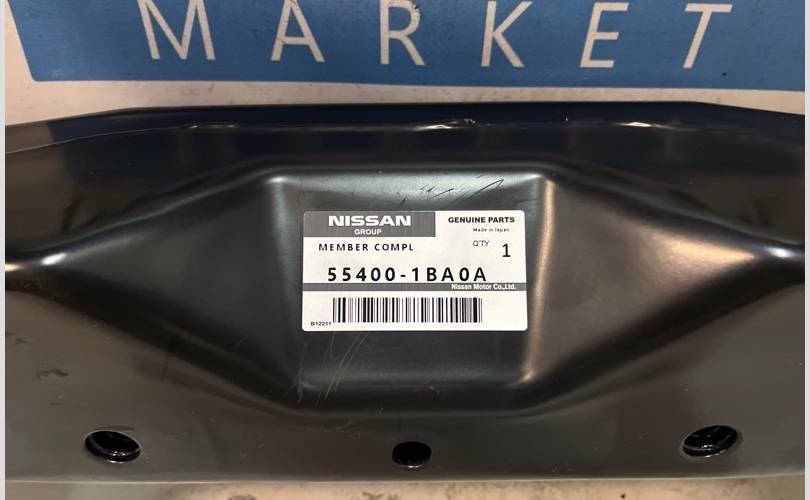 MARKET
NISSAN
GROUP
GENUINE PARTS
Made in Japan
MEMBER COMPL
Q'TY 1
55400-1BA0A
Nissan Motor Co.,Ltd.
B12211